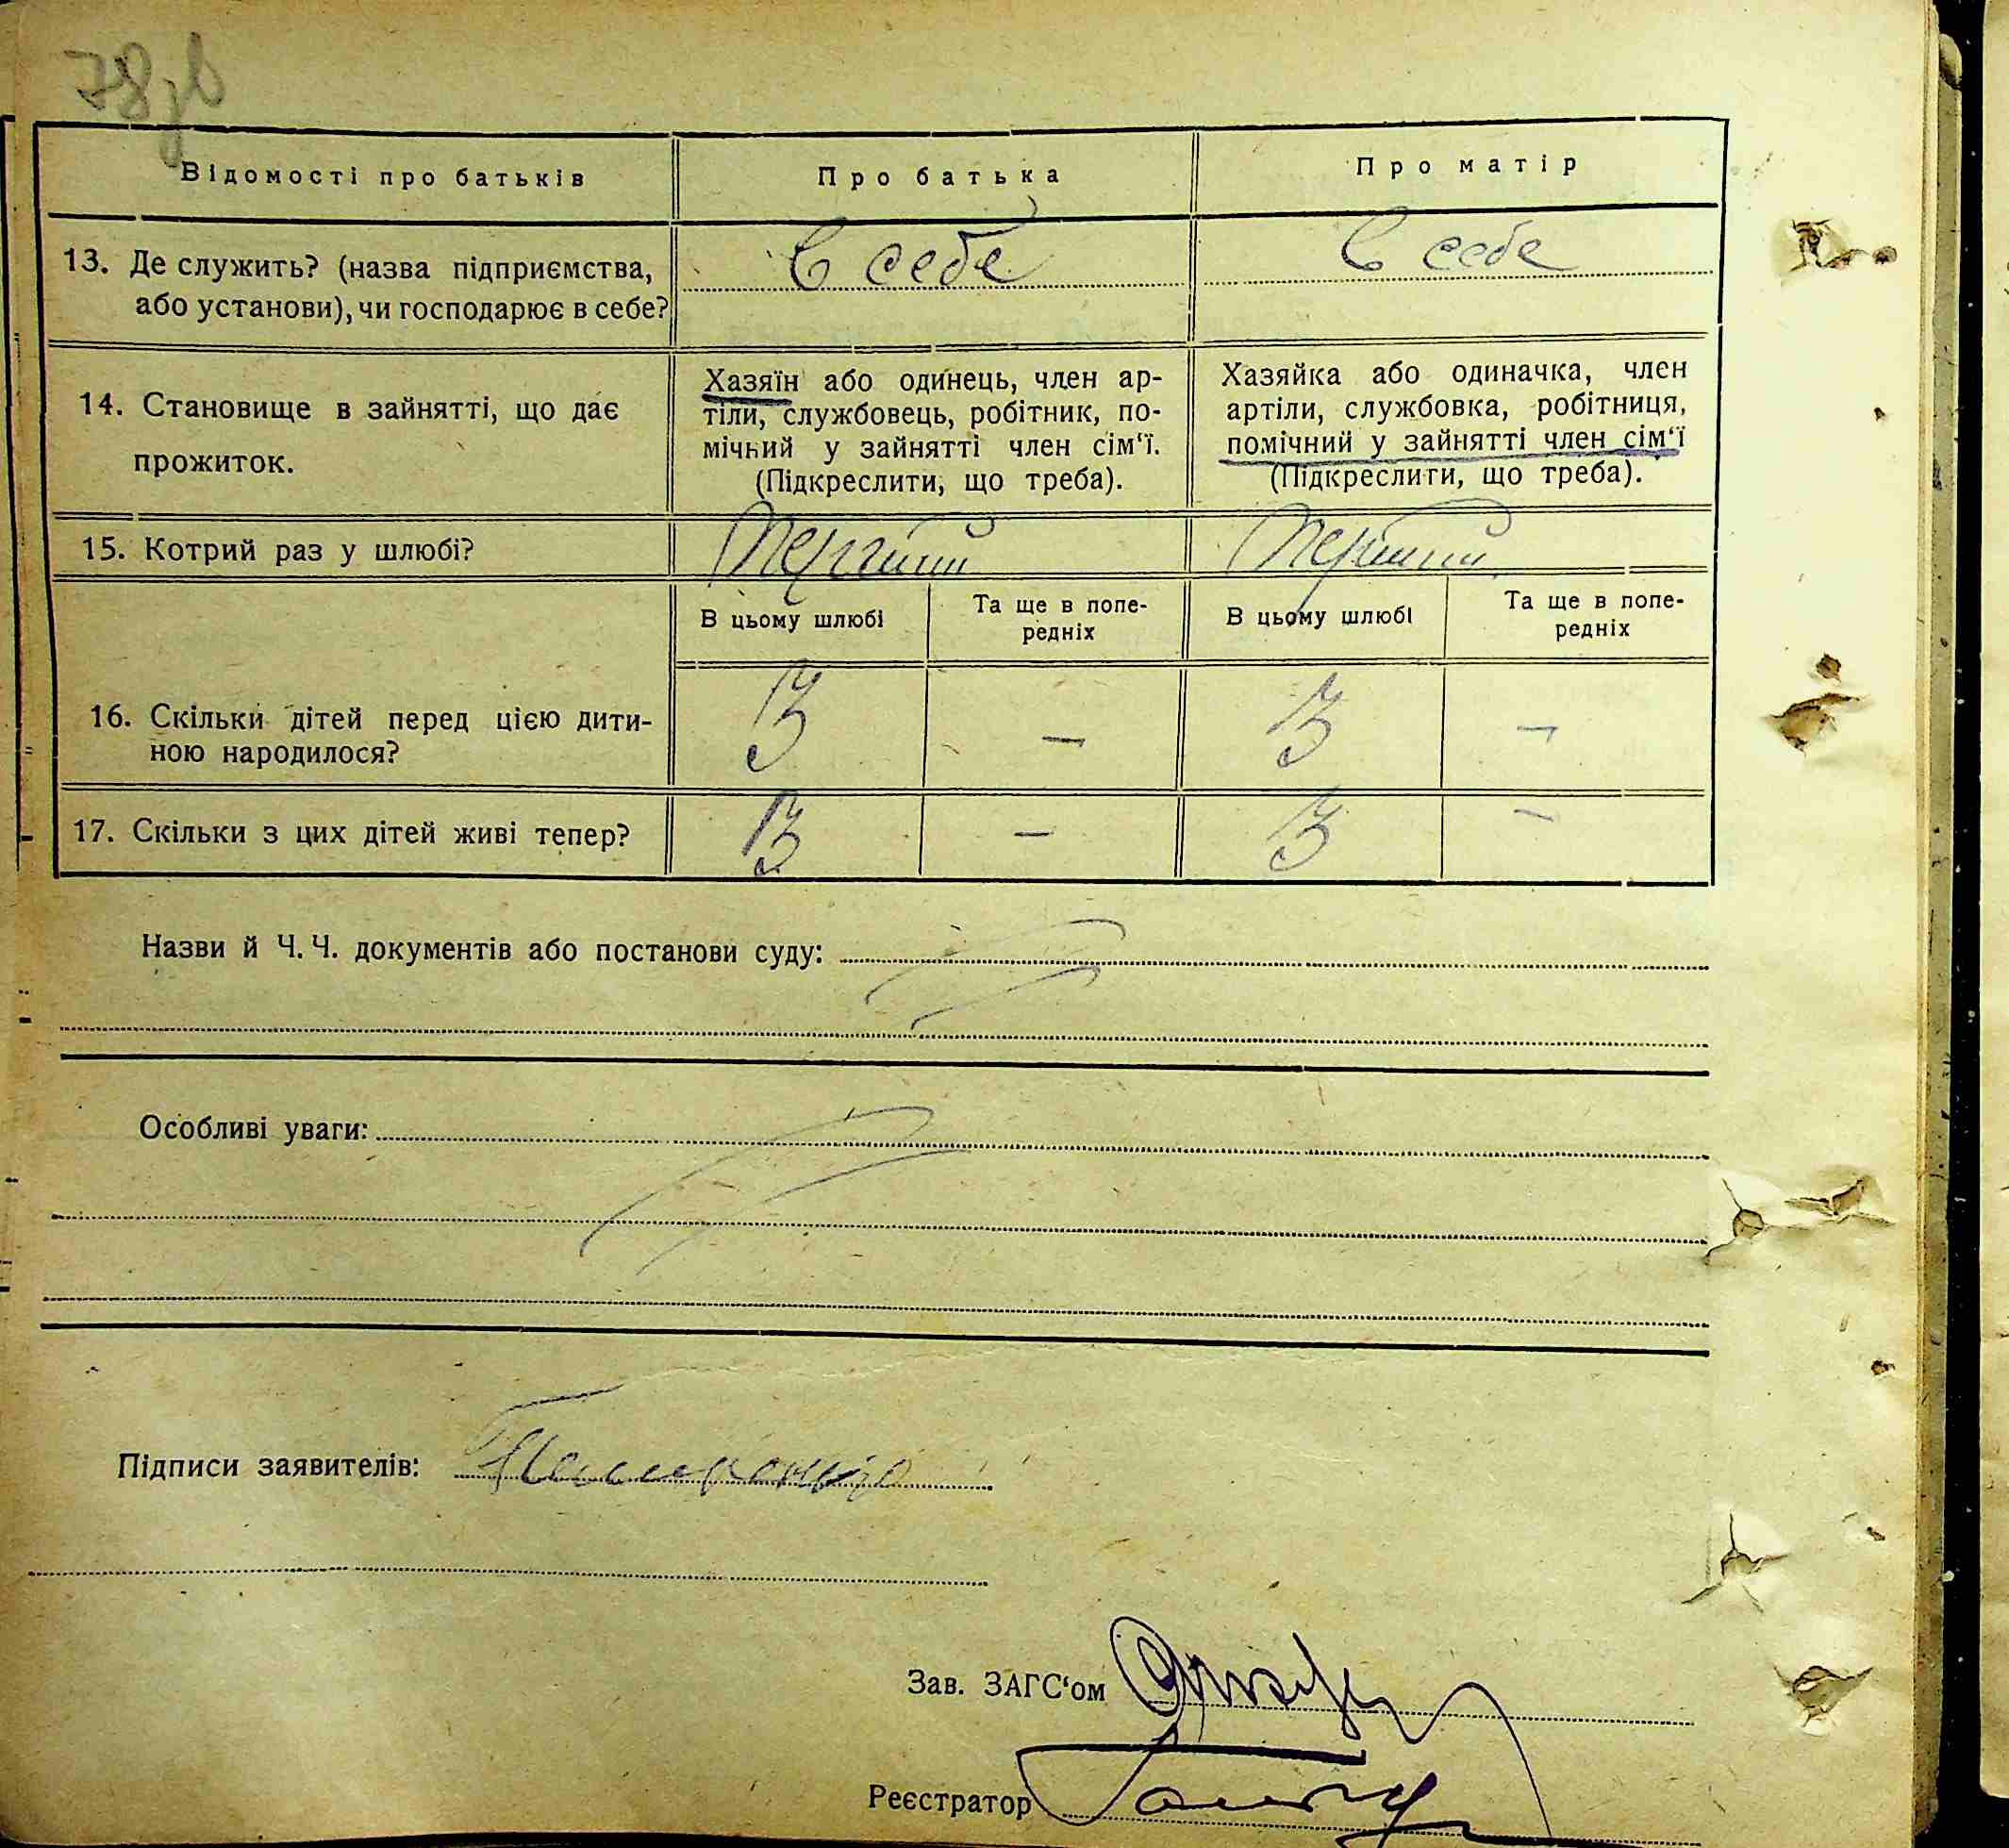 78зв
Відомості про батьків
Про батька
Про матір
13. Де служить? (назва підприємства,
або установи), чи господарює в себе?
в себе
в себе
14. Становище в зайнятті, що дає
прожиток.
Хазяїн або одинець, член ар-
тіли, службовець, робітник, по-
мічний у зайнятті член сім‘ї.
(Підкреслити, що треба).
Хазяйка або одиначка, член
артіли, службовка, робітниця,
помічний у зайнятті член сім‘ї
(Підкреслити, що треба).
15. Котрий раз у шлюбі?
Первий
Первий
В цьому шлюбі
Та ще в попе-
редніх
В цьому шлюбі
Та ще в попе-
редніх
16. Скільки дітей перед цією дити-
ною народилося?
3
—
3
—
17. Скільки з цих дітей живі тепер?
3
—
3
—
Назви й Ч. Ч. документів або постанови суду:
Особливі уваги:
Підписи заявителів:
Зав. ЗАГС‘ом
Реєстратор